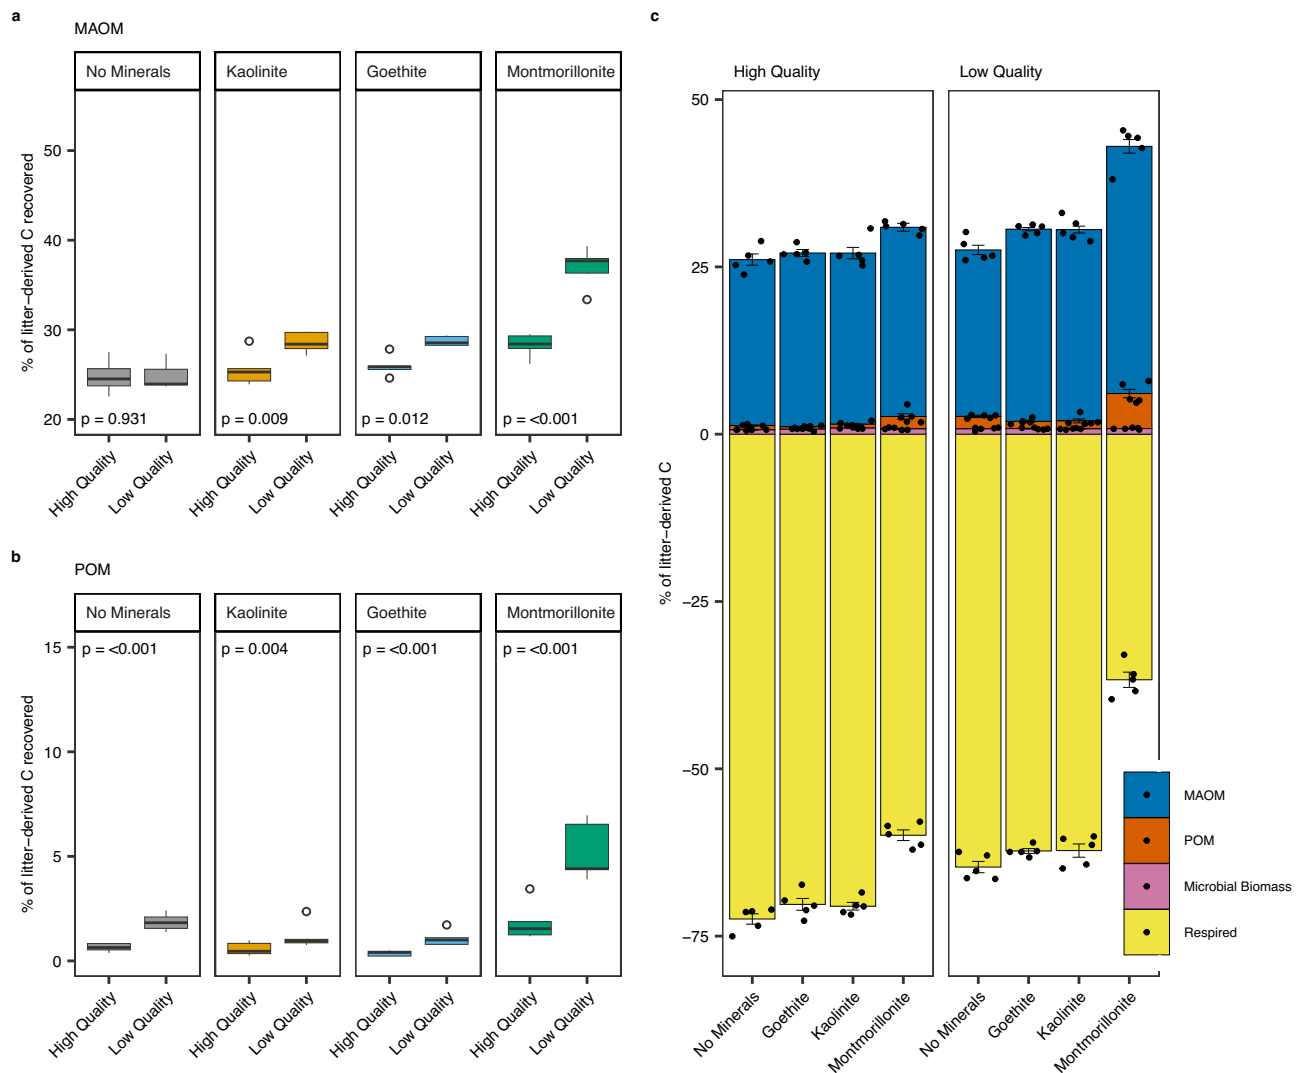 a
MAOM
No Minerals
Kaolinite
Goethite
Montmorillonite
% of litter−derived C recovered
50
40
30
20
p = 0.931
p = 0.009
p = 0.012
p = <0.001
High Quality
Low Quality
High Quality
Low Quality
High Quality
Low Quality
High Quality
Low Quality
b
POM
No Minerals
Kaolinite
Goethite
Montmorillonite
p = <0.001
p = 0.004
p = <0.001
p = <0.001
% of litter−derived C recovered
15
10
5
0
High Quality
Low Quality
High Quality
Low Quality
High Quality
Low Quality
High Quality
Low Quality
c
High Quality
Low Quality
% of litter−derived C
50
25
0
−25
−50
−75
No Minerals
Goethite
Kaolinite
Montmorillonite
No Minerals
Goethite
Kaolinite
Montmorillonite
MAOM
POM
Microbial Biomass
Respired